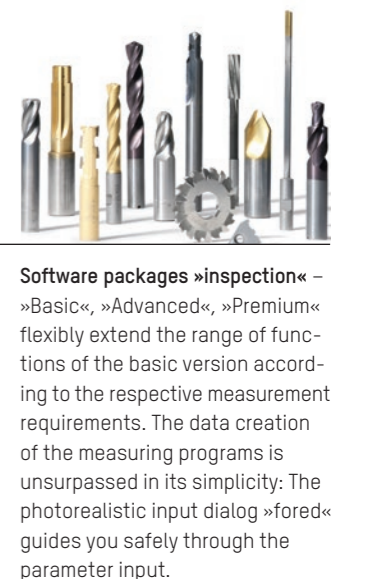 Software packages »inspection« –
»Basic«, »Advanced«, »Premium«
flexibly extend the range of func-
tions of the basic version accord-
ing to the respective measurement
requirements. The data creation
of the measuring programs is
unsurpassed in its simplicity: The
photorealistic input dialog »fored«
guides you safely through the
parameter input.